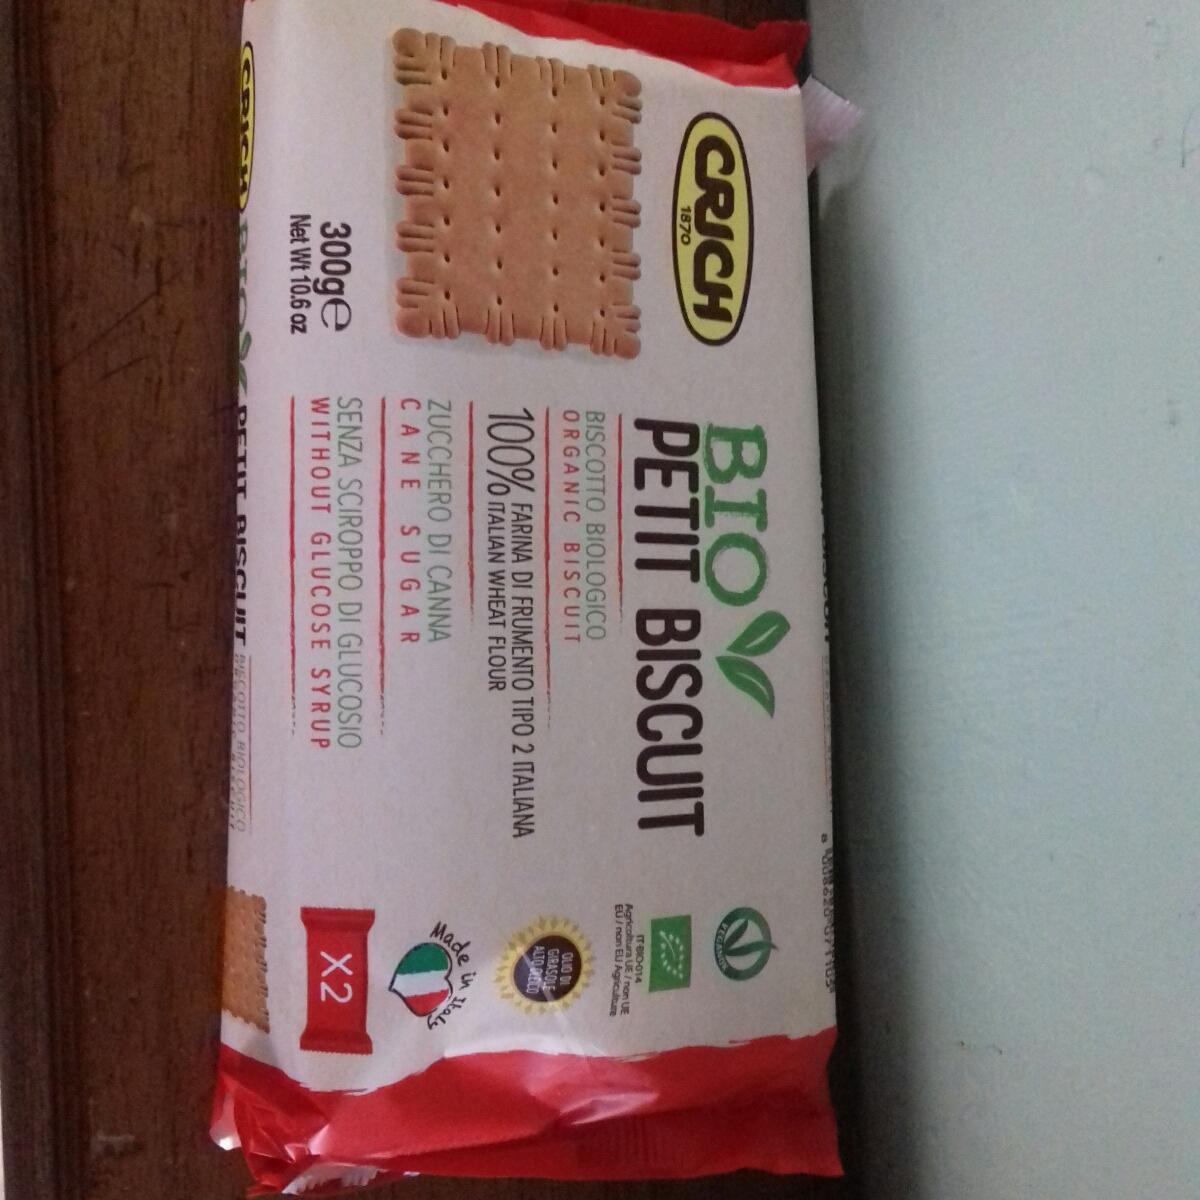 CRICH
1870
BIO
PETIT BISCUIT
BISCOTTO BIOLOGICO
ORGANIC BISCUIT
100% FARINA DI FRUMENTO TIPO 2 ITALIANA
ITALIAN WHEAT FLOUR
ZUCCHERO DI CANNA
CANE SUGAR
SENZA SCIROPPO DI GLUCOSIO
WITHOUT GLUCOSE SYRUP
300g e
Net Wt 10.6 oz
IT-BIO-014
Agricoltura UE / non UE
EU / non EU Agriculture
OLIO DI
GIRASOLE
ALTO OLEICO
Made in Italy
X2
CRICH BIO PETIT BISCUIT
BISCOTTO BIOLOGICO
ORGANIC BISCUIT